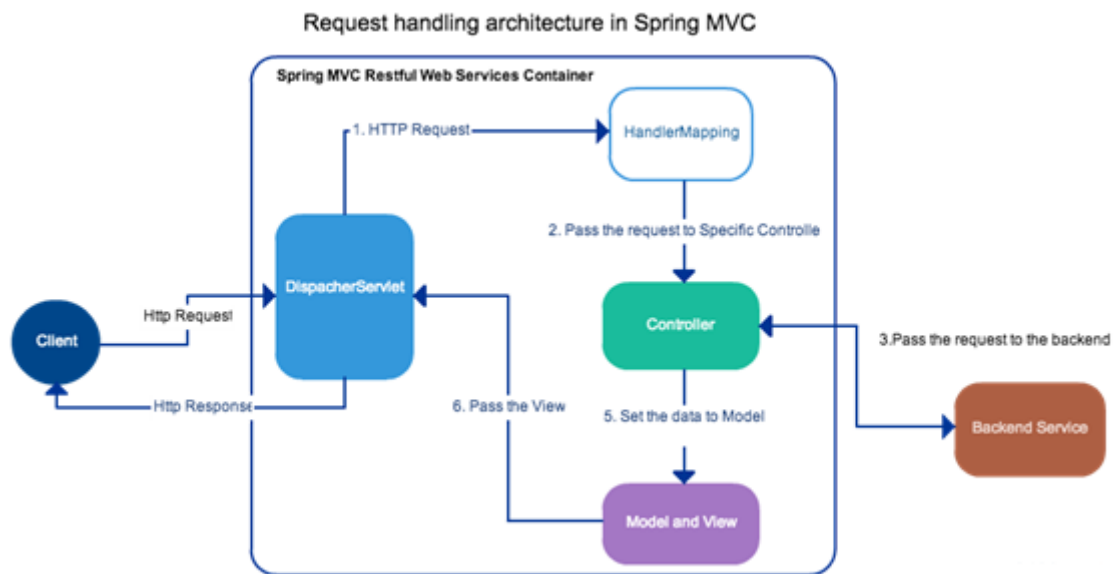 Request handling architecture in Spring MVC
Spring MVC Restful Web Services Container
1. HTTP Request
HandlerMapping
2. Pass the request to Specific Controlle
DispacherServlet
Http Request
Client
Controller
3.Pass the request to the backend
Http Response
6. Pass the View
5. Set the data to Model
Backend Service
Model and View